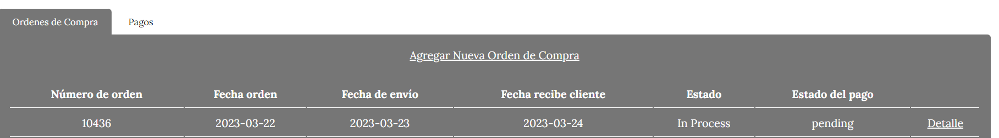 Ordenes de Compra Pagos
Agregar Nueva Orden de Compra
Número de orden Fecha orden Fecha de envío Fecha recibe cliente Estado Estado del pago
10436 2023-03-22 2023-03-23 2023-03-24 In Process pending Detalle